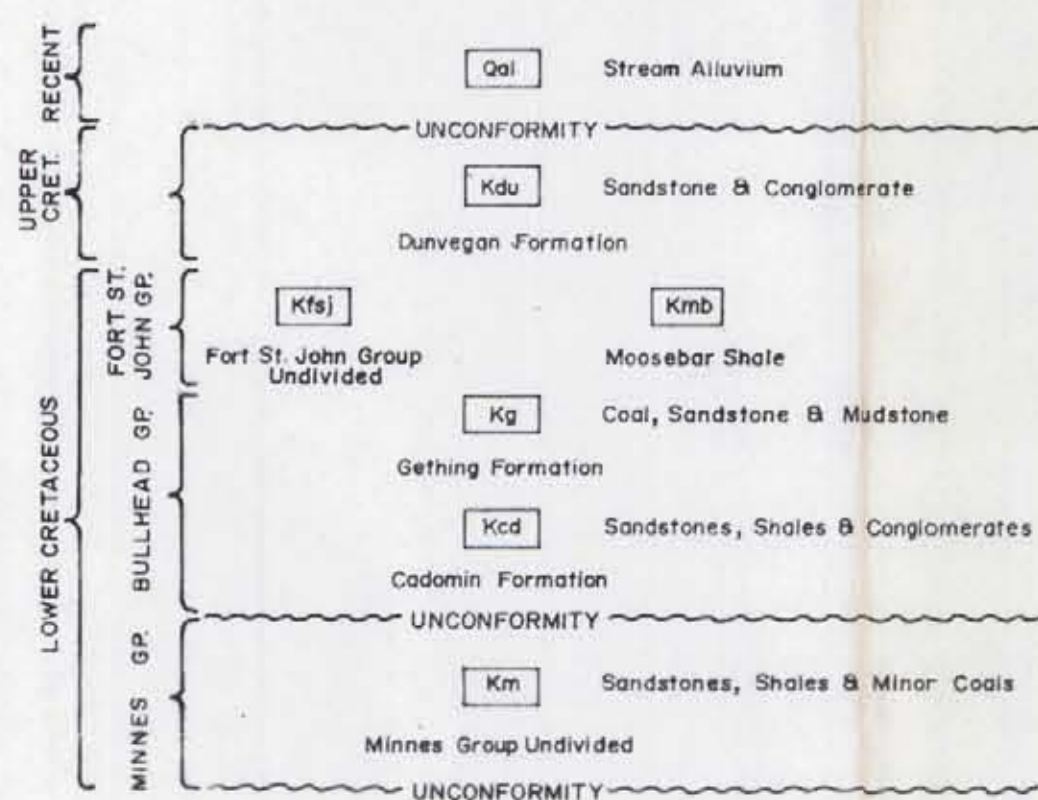 RECENT
Qal Stream Alluvium
UNCONFORMITY
UPPER
CRET.
Kdu Sandstone & Conglomerate
Dunvegan Formation
LOWER CRETACEOUS
FORT ST.
JOHN GP.
Kfsj
Fort St. John Group
Undivided
Kmb
Moosebar Shale
BULLHEAD GP.
Kg Coal, Sandstone & Mudstone
Gething Formation
Kcd Sandstones, Shales & Conglomerates
Cadomin Formation
UNCONFORMITY
MINNES GP.
Km Sandstones, Shales & Minor Coals
Minnes Group Undivided
UNCONFORMITY